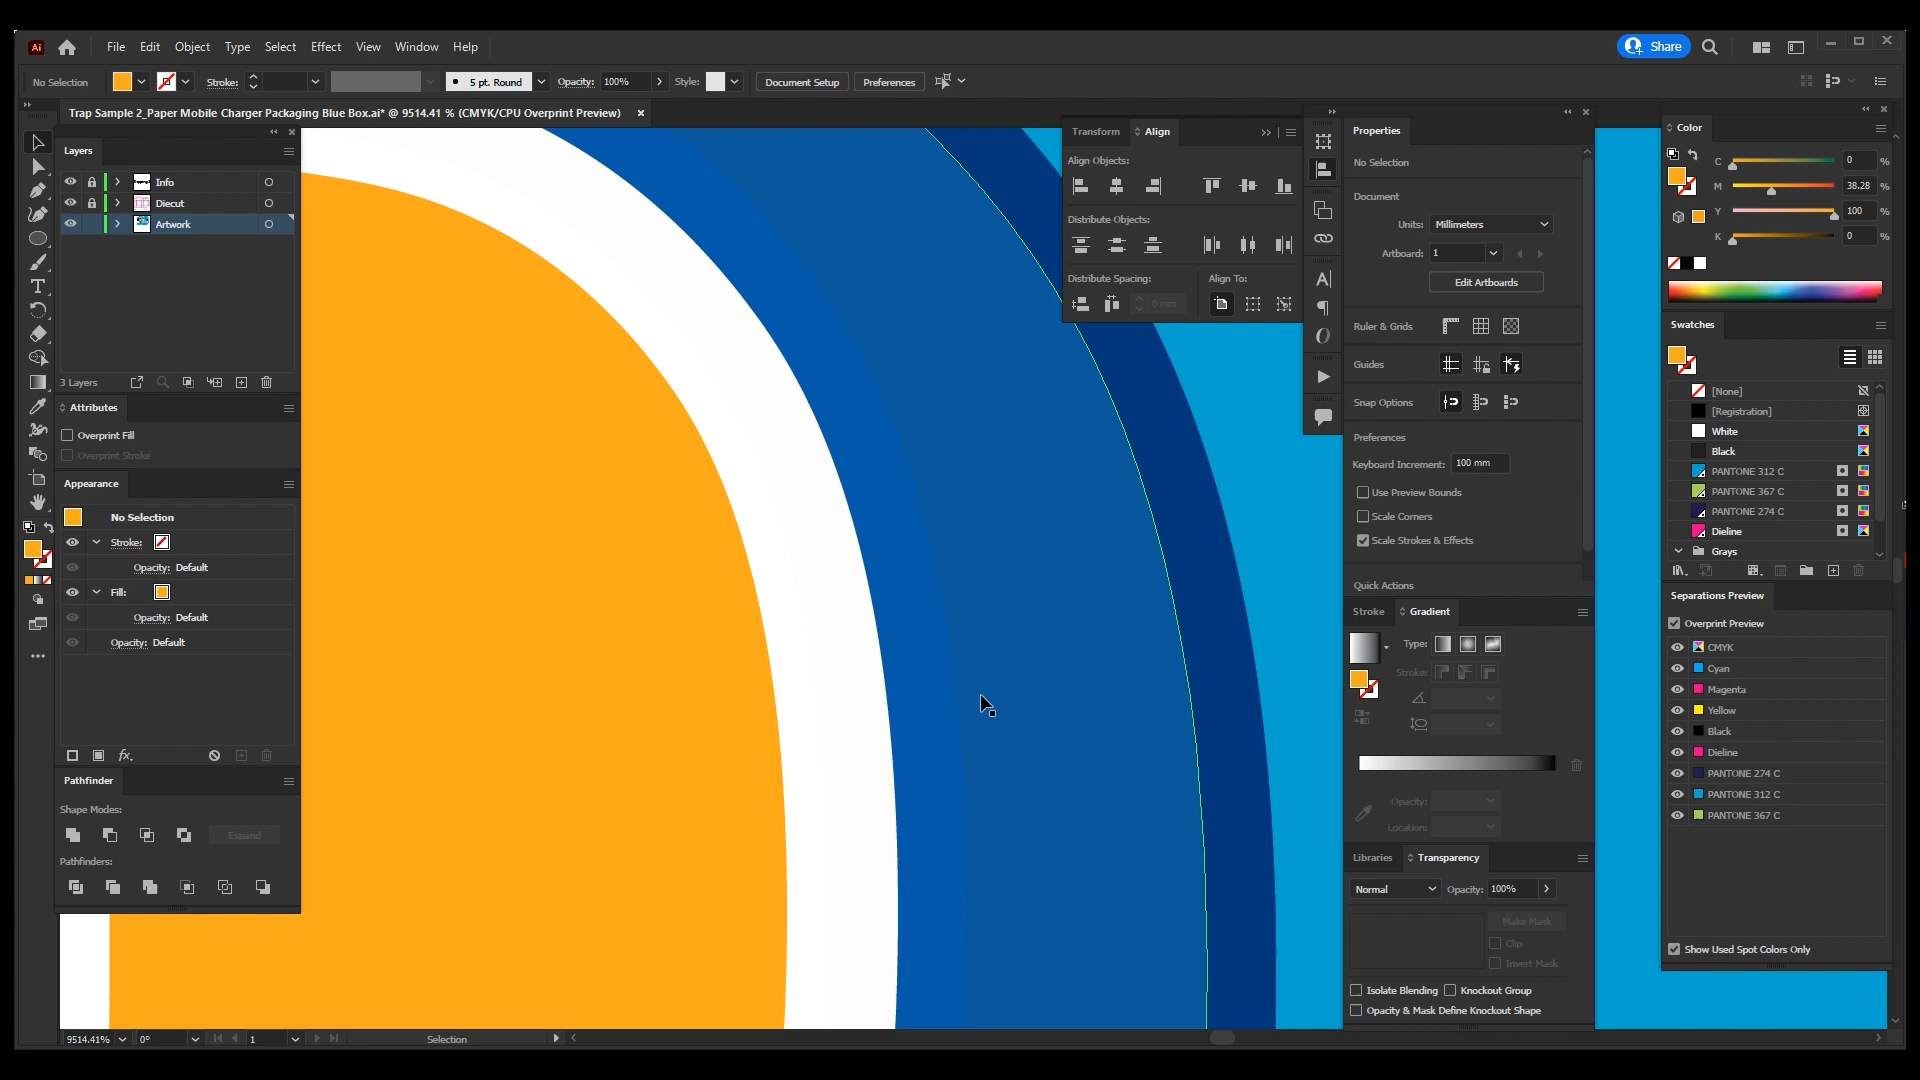 Ai File Edit Object Type Select Effect View Window Help Share
No Selection Stroke: 5 pt. Round Opacity: 100% Style: Document Setup Preferences
Trap Sample 2_Paper Mobile Charger Packaging Blue Box.ai* @ 9514.41 % (CMYK/CPU Overprint Preview)
Layers
Info
Diecut
Artwork
3 Layers
Attributes
Overprint Fill
Overprint Stroke
Appearance
No Selection
Stroke:
Opacity: Default
Fill:
Opacity: Default
Opacity: Default
fx
Pathfinder
Shape Modes:
Expand
Pathfinders:
Transform Align
Align Objects:
Distribute Objects:
Distribute Spacing: Align To:
0 mm
Properties
No Selection
Document
Units: Millimeters
Artboard: 1
Edit Artboards
Ruler & Grids
Guides
Snap Options
Preferences
Keyboard Increment: 100 mm
Use Preview Bounds
Scale Corners
Scale Strokes & Effects
Quick Actions
Stroke Gradient
Type:
Stroke:
Opacity:
Location:
Libraries Transparency
Normal Opacity: 100%
Make Mask
Clip
Invert Mask
Isolate Blending Knockout Group
Opacity & Mask Define Knockout Shape
Color
C 0 %
M 38.28 %
Y 100 %
K 0 %
Swatches
[None]
[Registration]
White
Black
PANTONE 312 C
PANTONE 367 C
PANTONE 274 C
Dieline
Grays
Separations Preview
Overprint Preview
CMYK
Cyan
Magenta
Yellow
Black
Dieline
PANTONE 274 C
PANTONE 312 C
PANTONE 367 C
Show Used Spot Colors Only
9514.41% 0° 1 Selection